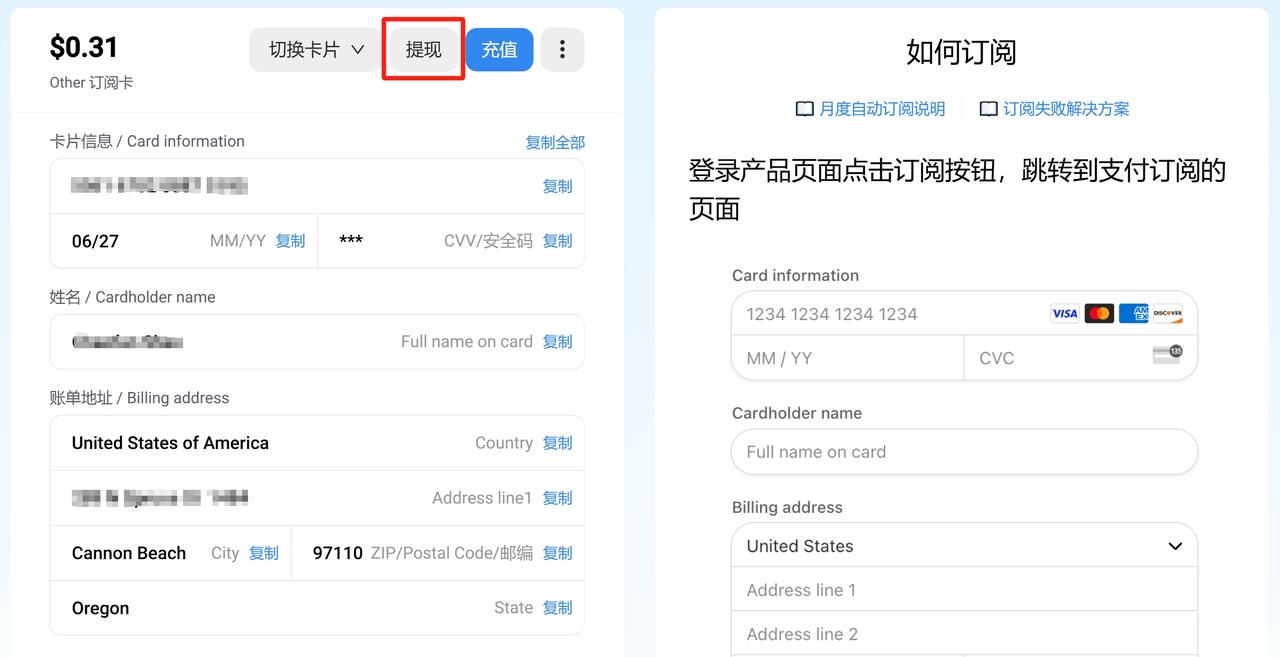 $0.31
Other 订阅卡
切换卡片
提现
充值
卡片信息 / Card information
复制全部
复制
06/27 MM/YY 复制
*** CVV/安全码 复制
姓名 / Cardholder name
Full name on card 复制
账单地址 / Billing address
United States of America Country 复制
Address line1 复制
Cannon Beach City 复制
97110 ZIP/Postal Code/邮编 复制
Oregon State 复制
如何订阅
月度自动订阅说明
订阅失败解决方案
登录产品页面点击订阅按钮，跳转到支付订阅的
页面
Card information
1234 1234 1234 1234
VISA
AM
EX
DISCOVER
MM / YY
CVC
135
Cardholder name
Full name on card
Billing address
United States
Address line 1
Address line 2